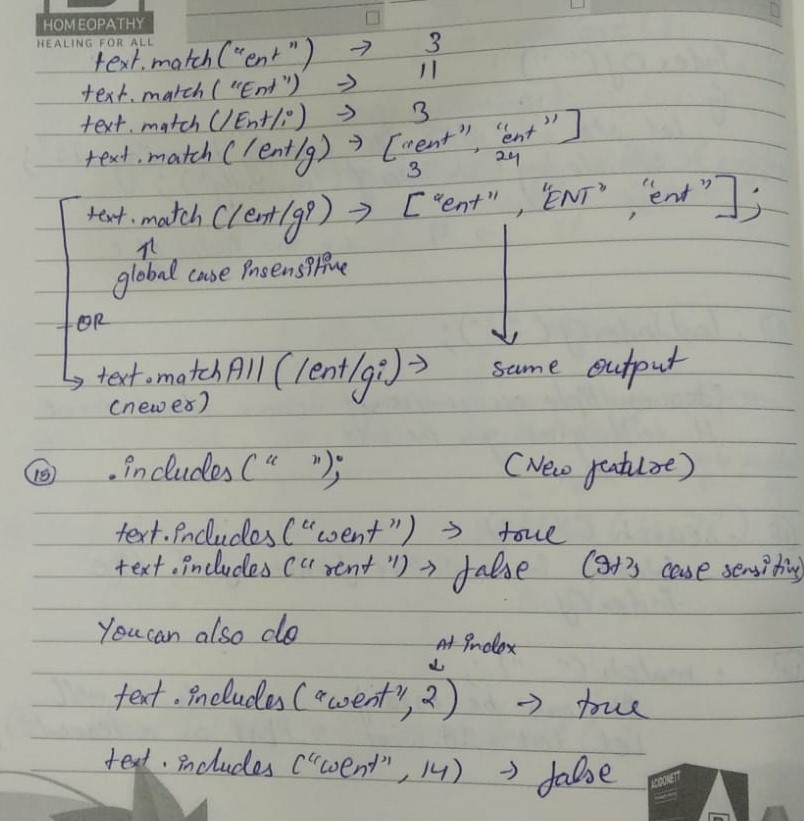 HOMEOPATHY
HEALING FOR ALL
text.match("ent") → 3
text.match("Ent") → 11
text.match(/Ent/i) → 3
text.match(/ent/g) → ["ent", "ent"]
3 24
text.match(/ent/gi) → ["ent", "ENT", "ent"];
global case insensitive
OR
text.matchAll(/ent/gi) → same output
(newer)
15 .includes(" "); (New feature)
text.includes("went") → true
text.includes("rent") → false (It's case sensitive)
You can also do
At index
text.includes("went", 2) → true
text.includes("went", 14) → false
ACIDONETT